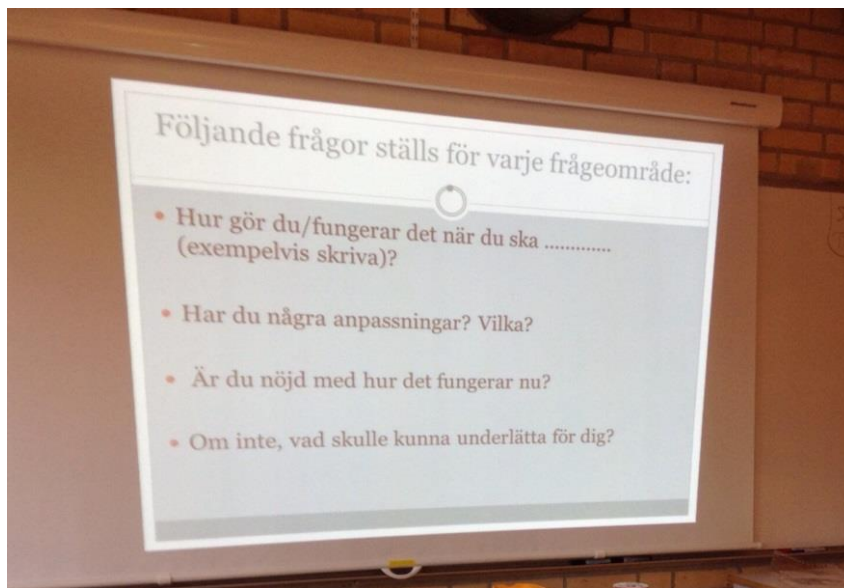 Följande frågor ställs för varje frågeområde:
• Hur gör du/fungerar det när du ska .............
(exempelvis skriva)?
• Har du några anpassningar? Vilka?
• Är du nöjd med hur det fungerar nu?
• Om inte, vad skulle kunna underlätta för dig?